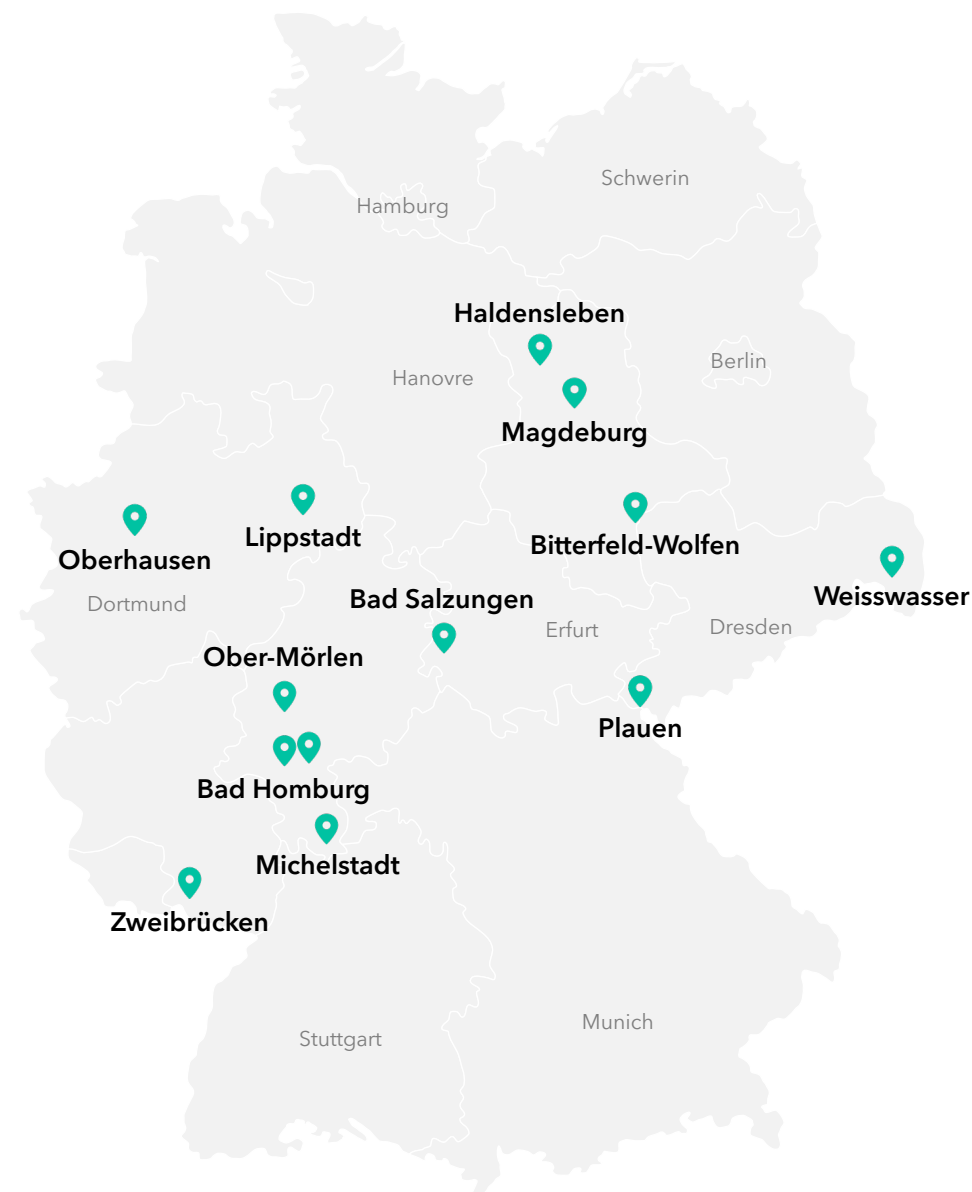 Schwerin
Hamburg
Haldensleben
Berlin
Hanovre
Magdeburg
Lippstadt
Bitterfeld-Wolfen
Oberhausen
Weisswasser
Bad Salzungen
Dortmund
Erfurt
Dresden
Ober-Mörlen
Plauen
Bad Homburg
Michelstadt
Zweibrücken
Munich
Stuttgart